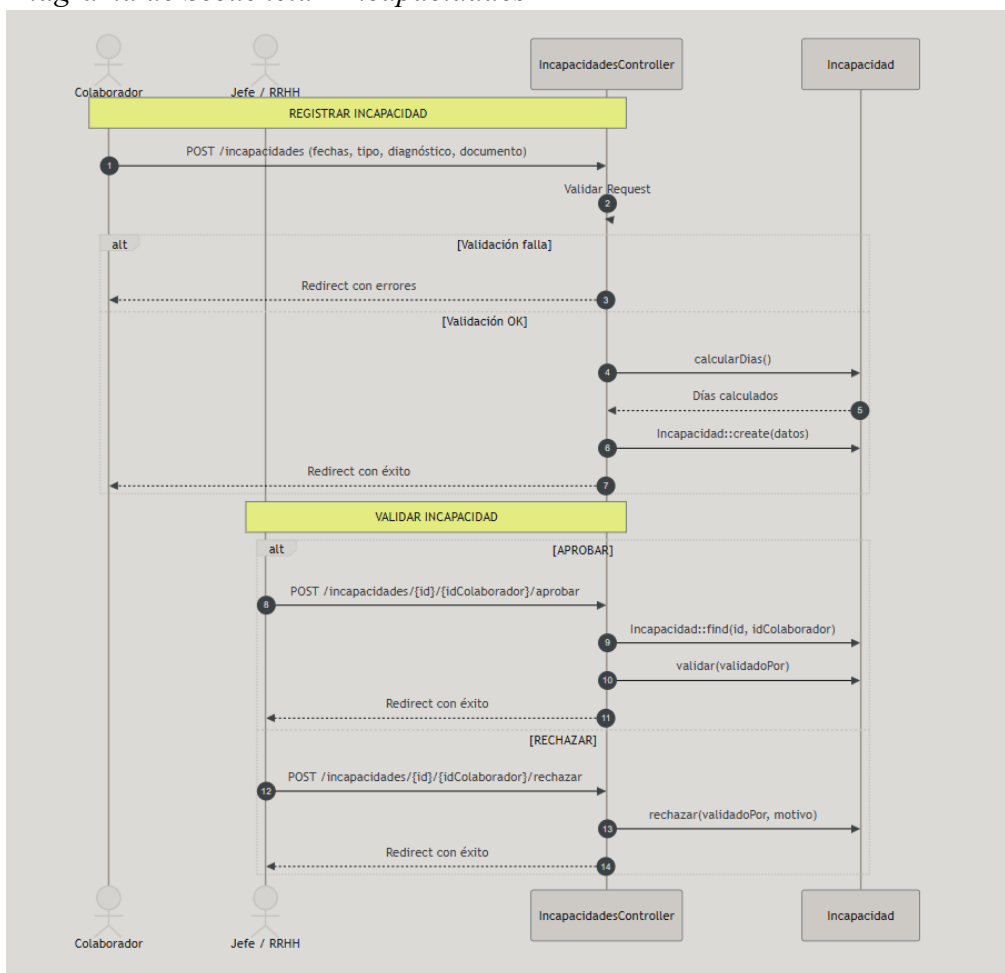 Diagrama de Secuencia – Incapacidades
IncapacidadesController
Incapacidad
Colaborador
Jefe / RRHH
REGISTRAR INCAPACIDAD
POST /incapacidades (fechas, tipo, diagnóstico, documento)
1
Validar Request
2
alt
[Validación falla]
Redirect con errores
3
[Validación OK]
calcularDias()
4
Días calculados
5
Incapacidad::create(datos)
6
Redirect con éxito
7
VALIDAR INCAPACIDAD
alt
[APROBAR]
POST /incapacidades/{id}/{idColaborador}/aprobar
8
Incapacidad::find(id, idColaborador)
9
validar(validadoPor)
10
Redirect con éxito
11
[RECHAZAR]
POST /incapacidades/{id}/{idColaborador}/rechazar
12
rechazar(validadoPor, motivo)
13
Redirect con éxito
14
IncapacidadesController
Incapacidad
Colaborador
Jefe / RRHH